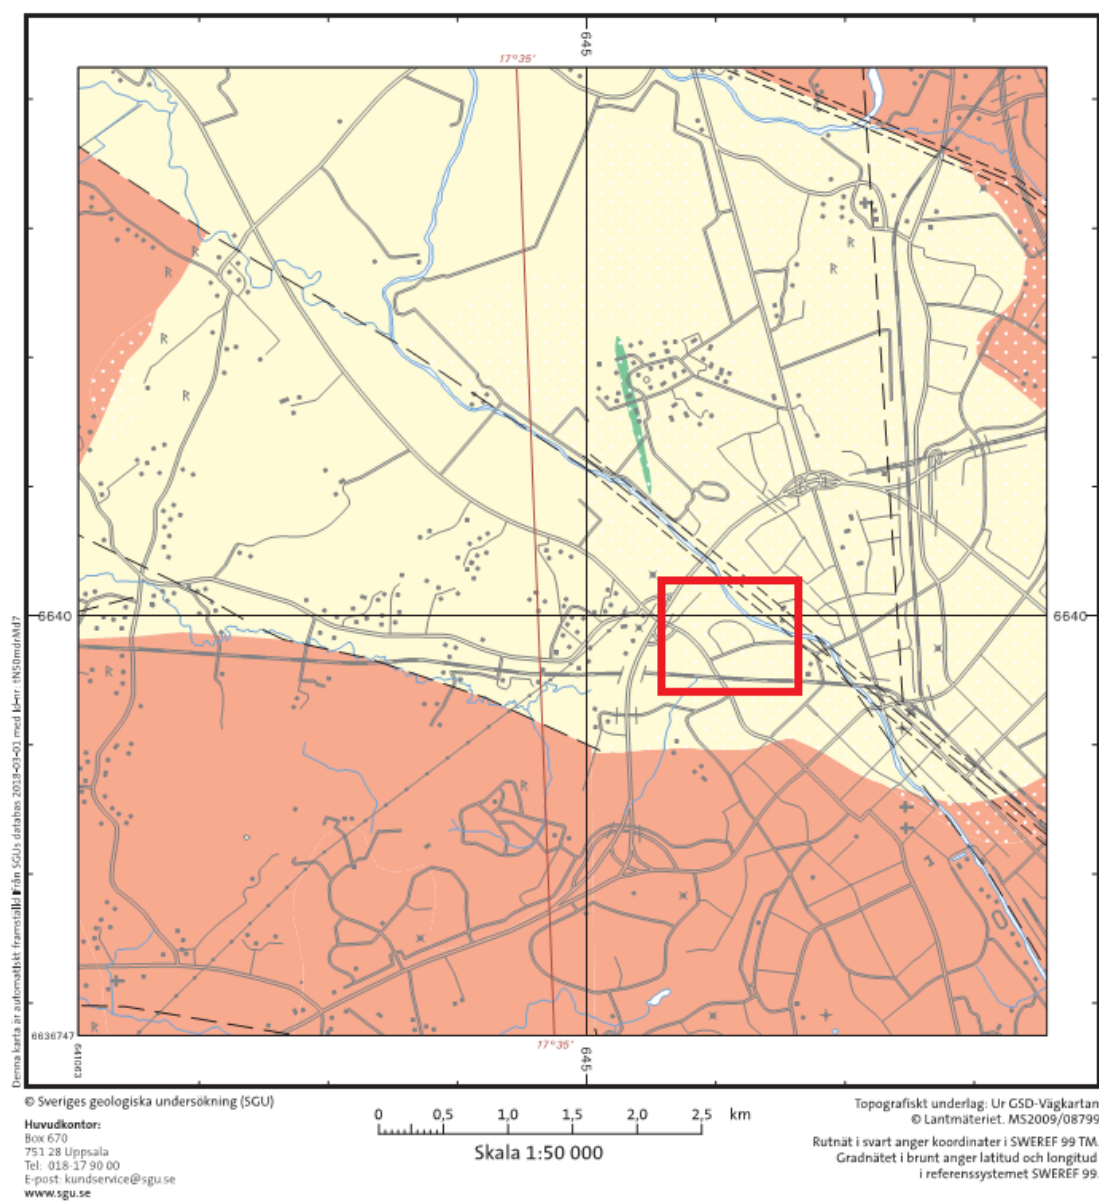 645
17°35'
6640
6640
Denna karta är automatiskt framställd från SGUs databas 2018-03-01 med id-nr: tN50mdrMd7
R
R
R
R
R
R
R
R
R
6636747
641063
17°35'
645
© Sveriges geologiska undersökning (SGU)
Huvudkontor:
Box 670
751 28 Uppsala
Tel: 018-17 90 00
E-post: kundservice@sgu.se
www.sgu.se
0 0,5 1,0 1,5 2,0 2,5 km
Skala 1:50 000
Topografiskt underlag: Ur GSD-Vägkartan
© Lantmäteriet. MS2009/08799
Rutnät i svart anger koordinater i SWEREF 99 TM.
Gradnätet i brunt anger latitud och longitud
i referenssystemet SWEREF 99.